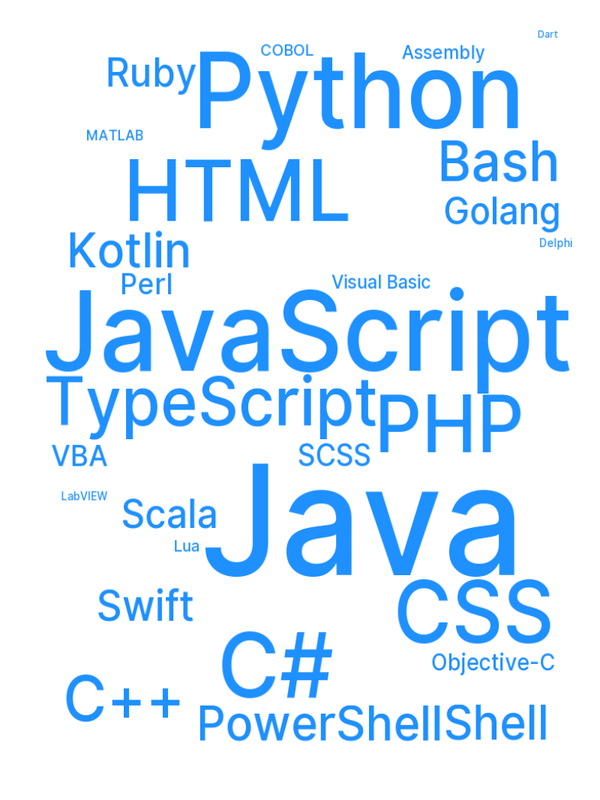 Dart
COBOL
Assembly
Ruby
Python
MATLAB
Bash
HTML
Golang
Delphi
Kotlin
Perl
Visual Basic
JavaScript
TypeScript
PHP
VBA
SCSS
LabVIEW
Scala
Java
Lua
Swift
CSS
C#
Objective-C
C++
PowerShell
Shell